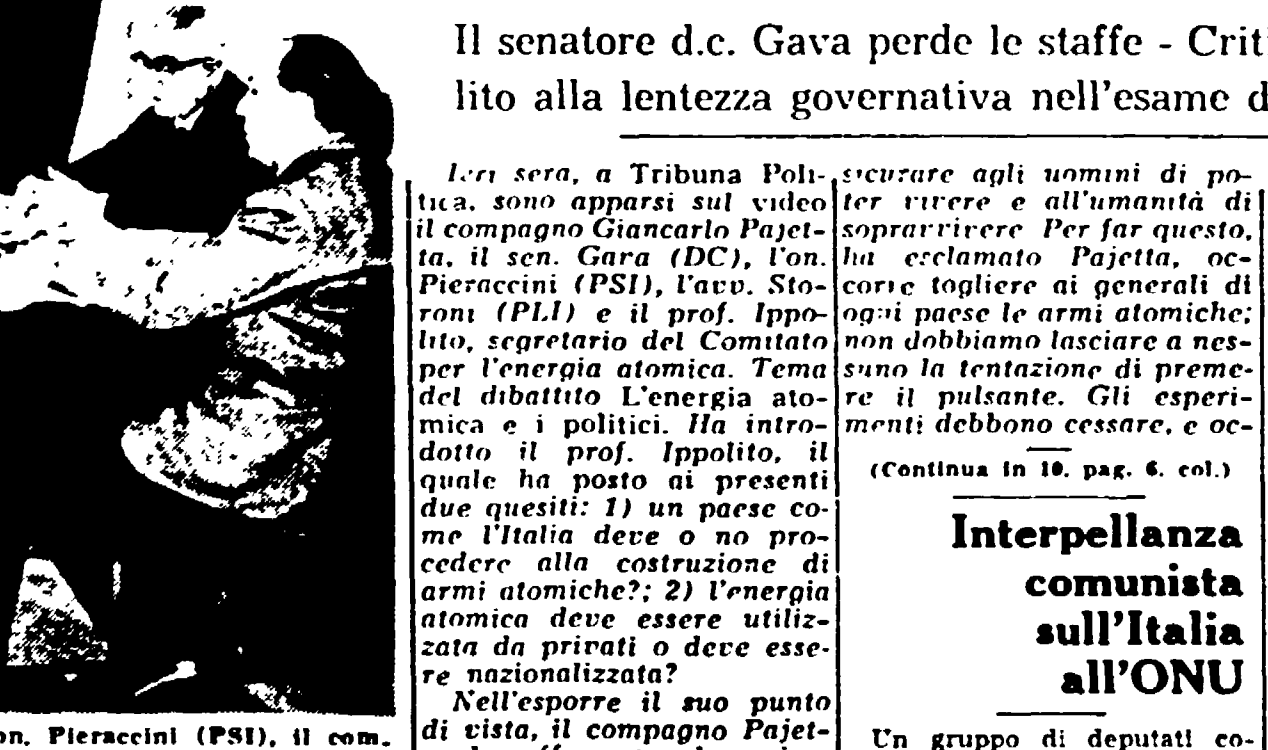 Il senatore d.c. Gava perde le staffe - Crit
lito alla lentezza governativa nell'esame d
Ieri sera, a Tribuna Poli-
tica, sono apparsi sul video
il compagno Giancarlo Pajet-
ta, il sen. Gava (DC), l'on.
Pieraccini (PSI), l'avv. Sto-
roni (PLI) e il prof. Ippo-
lito, segretario del Comitato
per l'energia atomica. Tema
del dibattito L'energia ato-
mica e i politici. Ha intro-
dotto il prof. Ippolito, il
quale ha posto ai presenti
due quesiti: 1) un paese co-
me l'Italia deve o no pro-
cedere alla costruzione di
armi atomiche?; 2) l'energia
atomica deve essere utiliz-
zata da privati o deve esse-
re nazionalizzata?
Nell'esporre il suo punto
di vista, il compagno Pajet-
sicurare agli uomini di po-
ter vivere e all'umanità di
sopravvivere Per far questo,
ha esclamato Pajetta, oc-
corre togliere ai generali di
ogni paese le armi atomiche;
non dobbiamo lasciare a nes-
suno la tentazione di preme-
re il pulsante. Gli esperi-
menti debbono cessare, e oc-
(Continua in 10. pag. 6. col.)
Interpellanza
comunista
sull'Italia
all'ONU
Un gruppo di deputati co-
on. Pieraccini (PSI), il com.